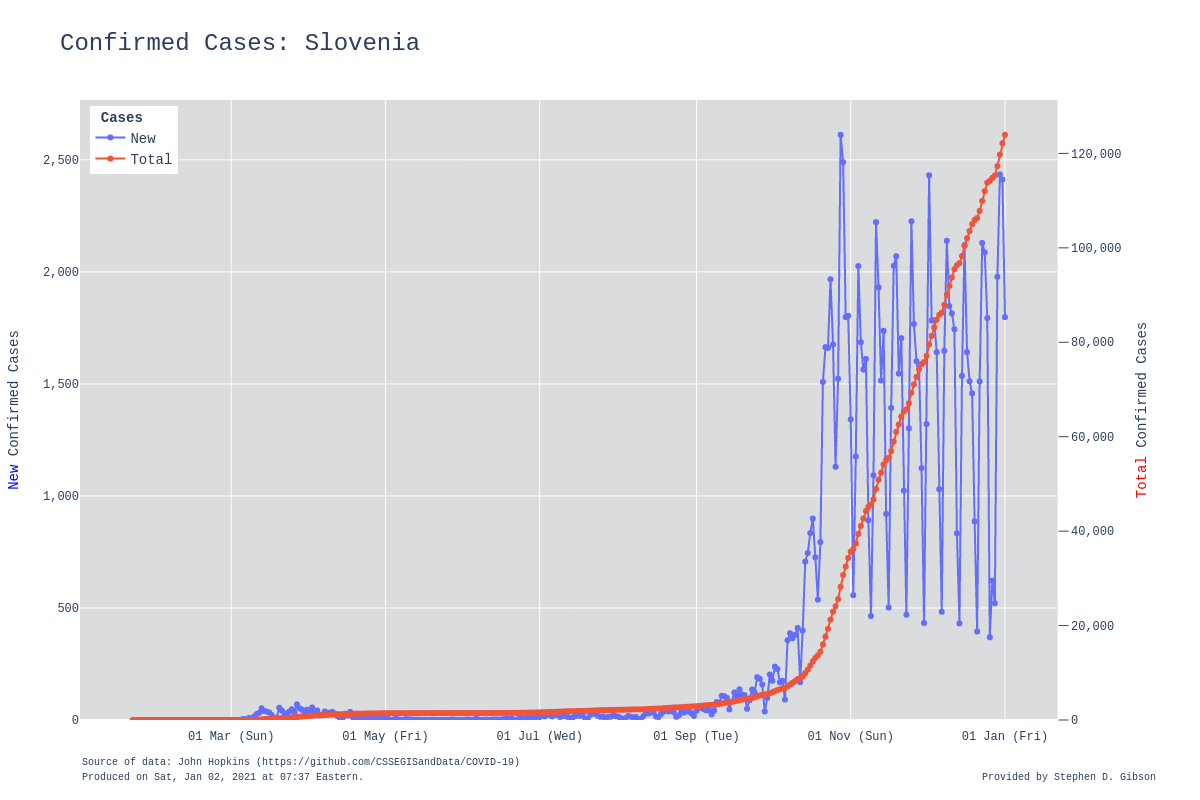 Confirmed Cases: Slovenia
Cases
New
Total
2,500
2,000
1,500
1,000
500
0
New Confirmed Cases
120,000
100,000
80,000
60,000
40,000
20,000
0
Total Confirmed Cases
01 Mar (Sun)
01 May (Fri)
01 Jul (Wed)
01 Sep (Tue)
01 Nov (Sun)
01 Jan (Fri)
Source of data: John Hopkins (https://github.com/CSSEGISandData/COVID-19)
Produced on Sat, Jan 02, 2021 at 07:37 Eastern.
Provided by Stephen D. Gibson